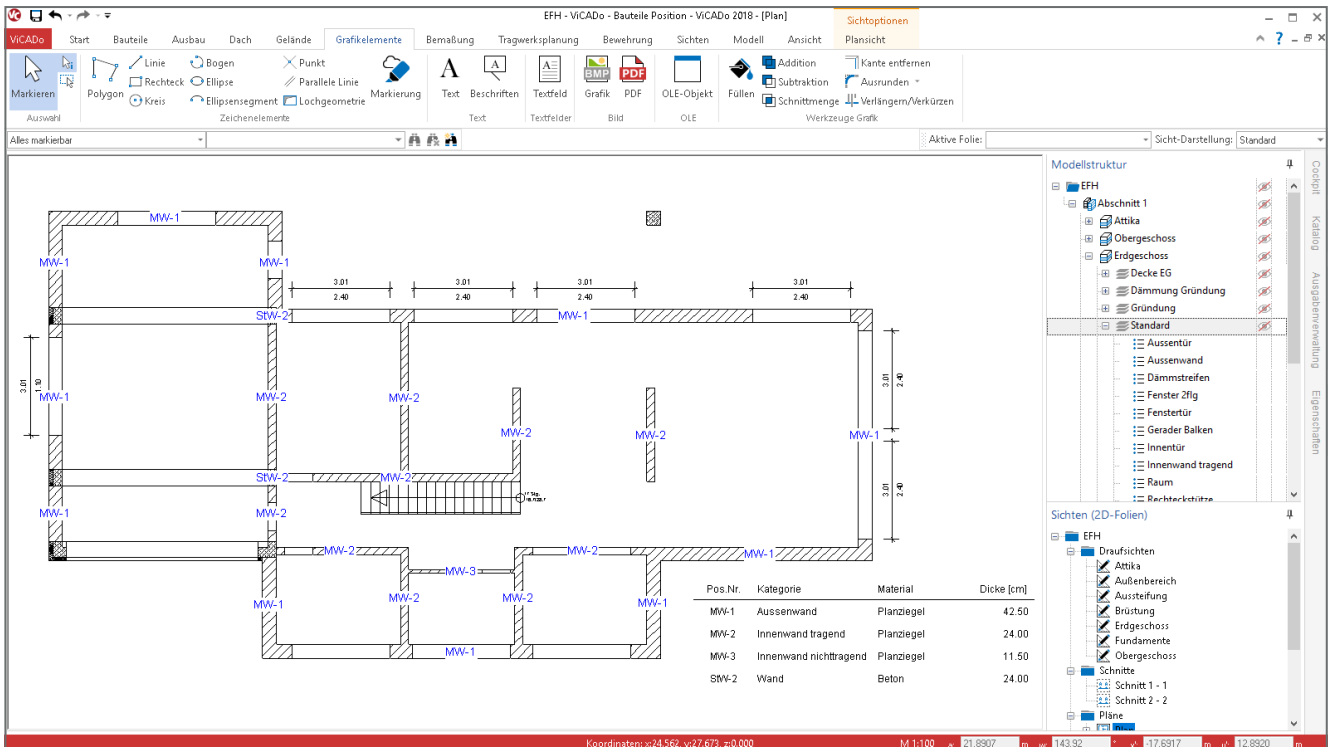 EFH - ViCADo - Bauteile Position - ViCADo 2018 - [Plan]
Sichtoptionen
ViCADo Start Bauteile Ausbau Dach Gelände Grafikelemente Bemaßung Tragwerksplanung Bewehrung Sichten Modell Ansicht Plansicht
Linie Bogen Punkt Addition Kante entfernen
Rechteck Ellipse Parallele Linie Subtraktion Ausrunden
Markieren Polygon Kreis Ellipsensegment Lochgeometrie Markierung Text Beschriften Textfeld Grafik PDF OLE-Objekt Füllen Schnittmenge Verlängern/Verkürzen
A A A BMP PDF
Auswahl Zeichenelemente Text Textfelder Bild OLE Werkzeuge Grafik
Alles markierbar Aktive Folie: Sicht-Darstellung: Standard
MW-1
MW-1 MW-1
3.01 3.01 3.01 3.01
2.40 2.40 2.40 2.40
StW-2 MW-1
3.01
1.10
MW-1 MW-2 MW-2
3.01
2.40
MW-2 MW-2 MW-1
StW-2 MW-2
3.01
2.40
MW-1 MW-2
MW-2 MW-2 MW-1
MW-3
MW-1 MW-2 MW-2 MW-1
MW-1
Pos.Nr. Kategorie Material Dicke [cm]
MW-1 Aussenwand Planziegel 42.50
MW-2 Innenwand tragend Planziegel 24.00
MW-3 Innenwand nichttragend Planziegel 11.50
StW-2 Wand Beton 24.00
Modellstruktur
EFH
Abschnitt 1
Attika
Obergeschoss
Erdgeschoss
Decke EG
Dämmung Gründung
Gründung
Standard
Aussentür
Aussenwand
Dämmstreifen
Fenster 2flg
Fenstertür
Gerader Balken
Innentür
Innenwand tragend
Raum
Rechteckstütze
Sichten (2D-Folien)
EFH
Draufsichten
Attika
Außenbereich
Aussteifung
Brüstung
Erdgeschoss
Fundamente
Obergeschoss
Schnitte
Schnitt 1 - 1
Schnitt 2 - 2
Pläne
Plan
Cockpit
Katalog
Ausgabenverwaltung
Eigenschaften
Koordinaten: x:24.562, y:27.673, z:0.000 M 1:100 x: 21.8907 m w: 143.92 ° x': -17.6917 m y': 12.8920 m